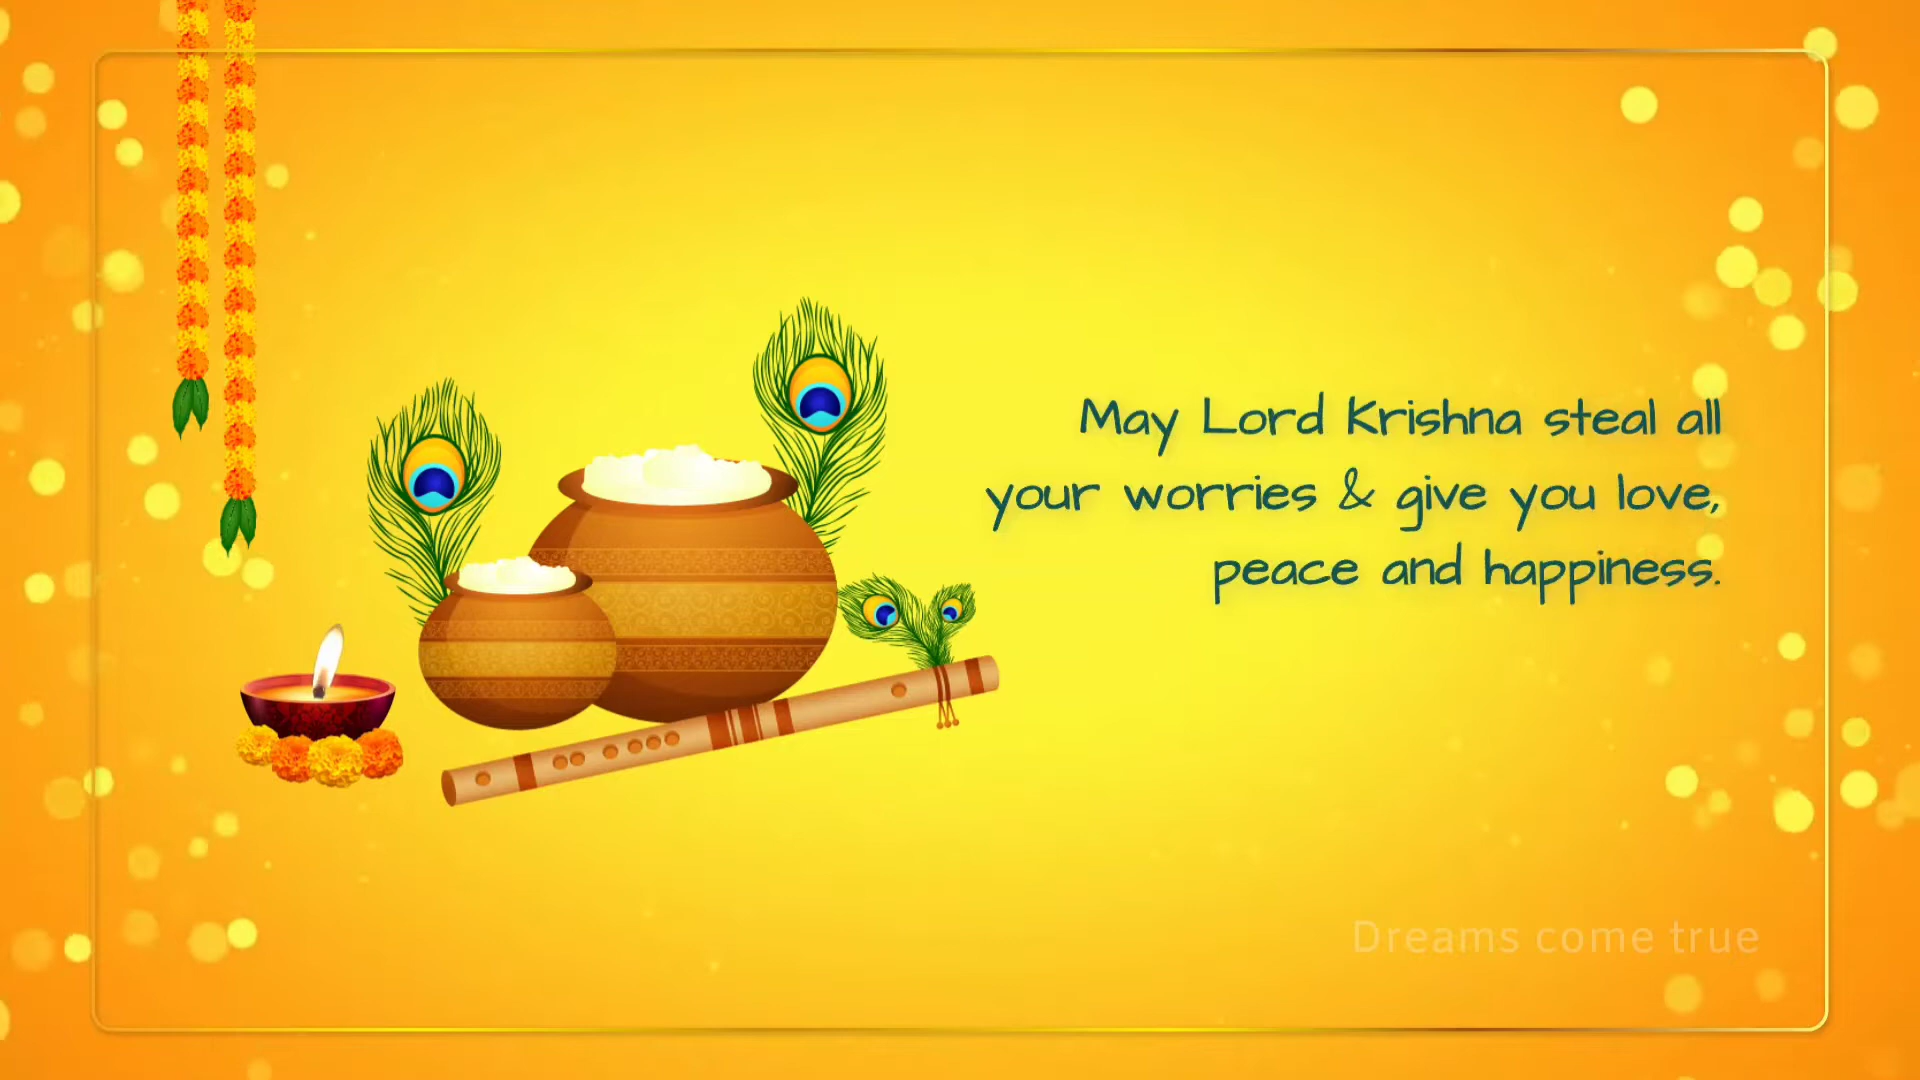 May Lord Krishna steal all
your worries & give you love,
peace and happiness.
Dreams come true